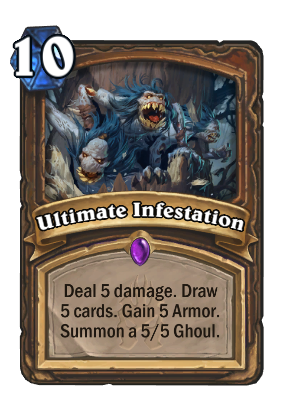 10
Ultimate Infestation
Deal 5 damage. Draw
5 cards. Gain 5 Armor.
Summon a 5/5 Ghoul.